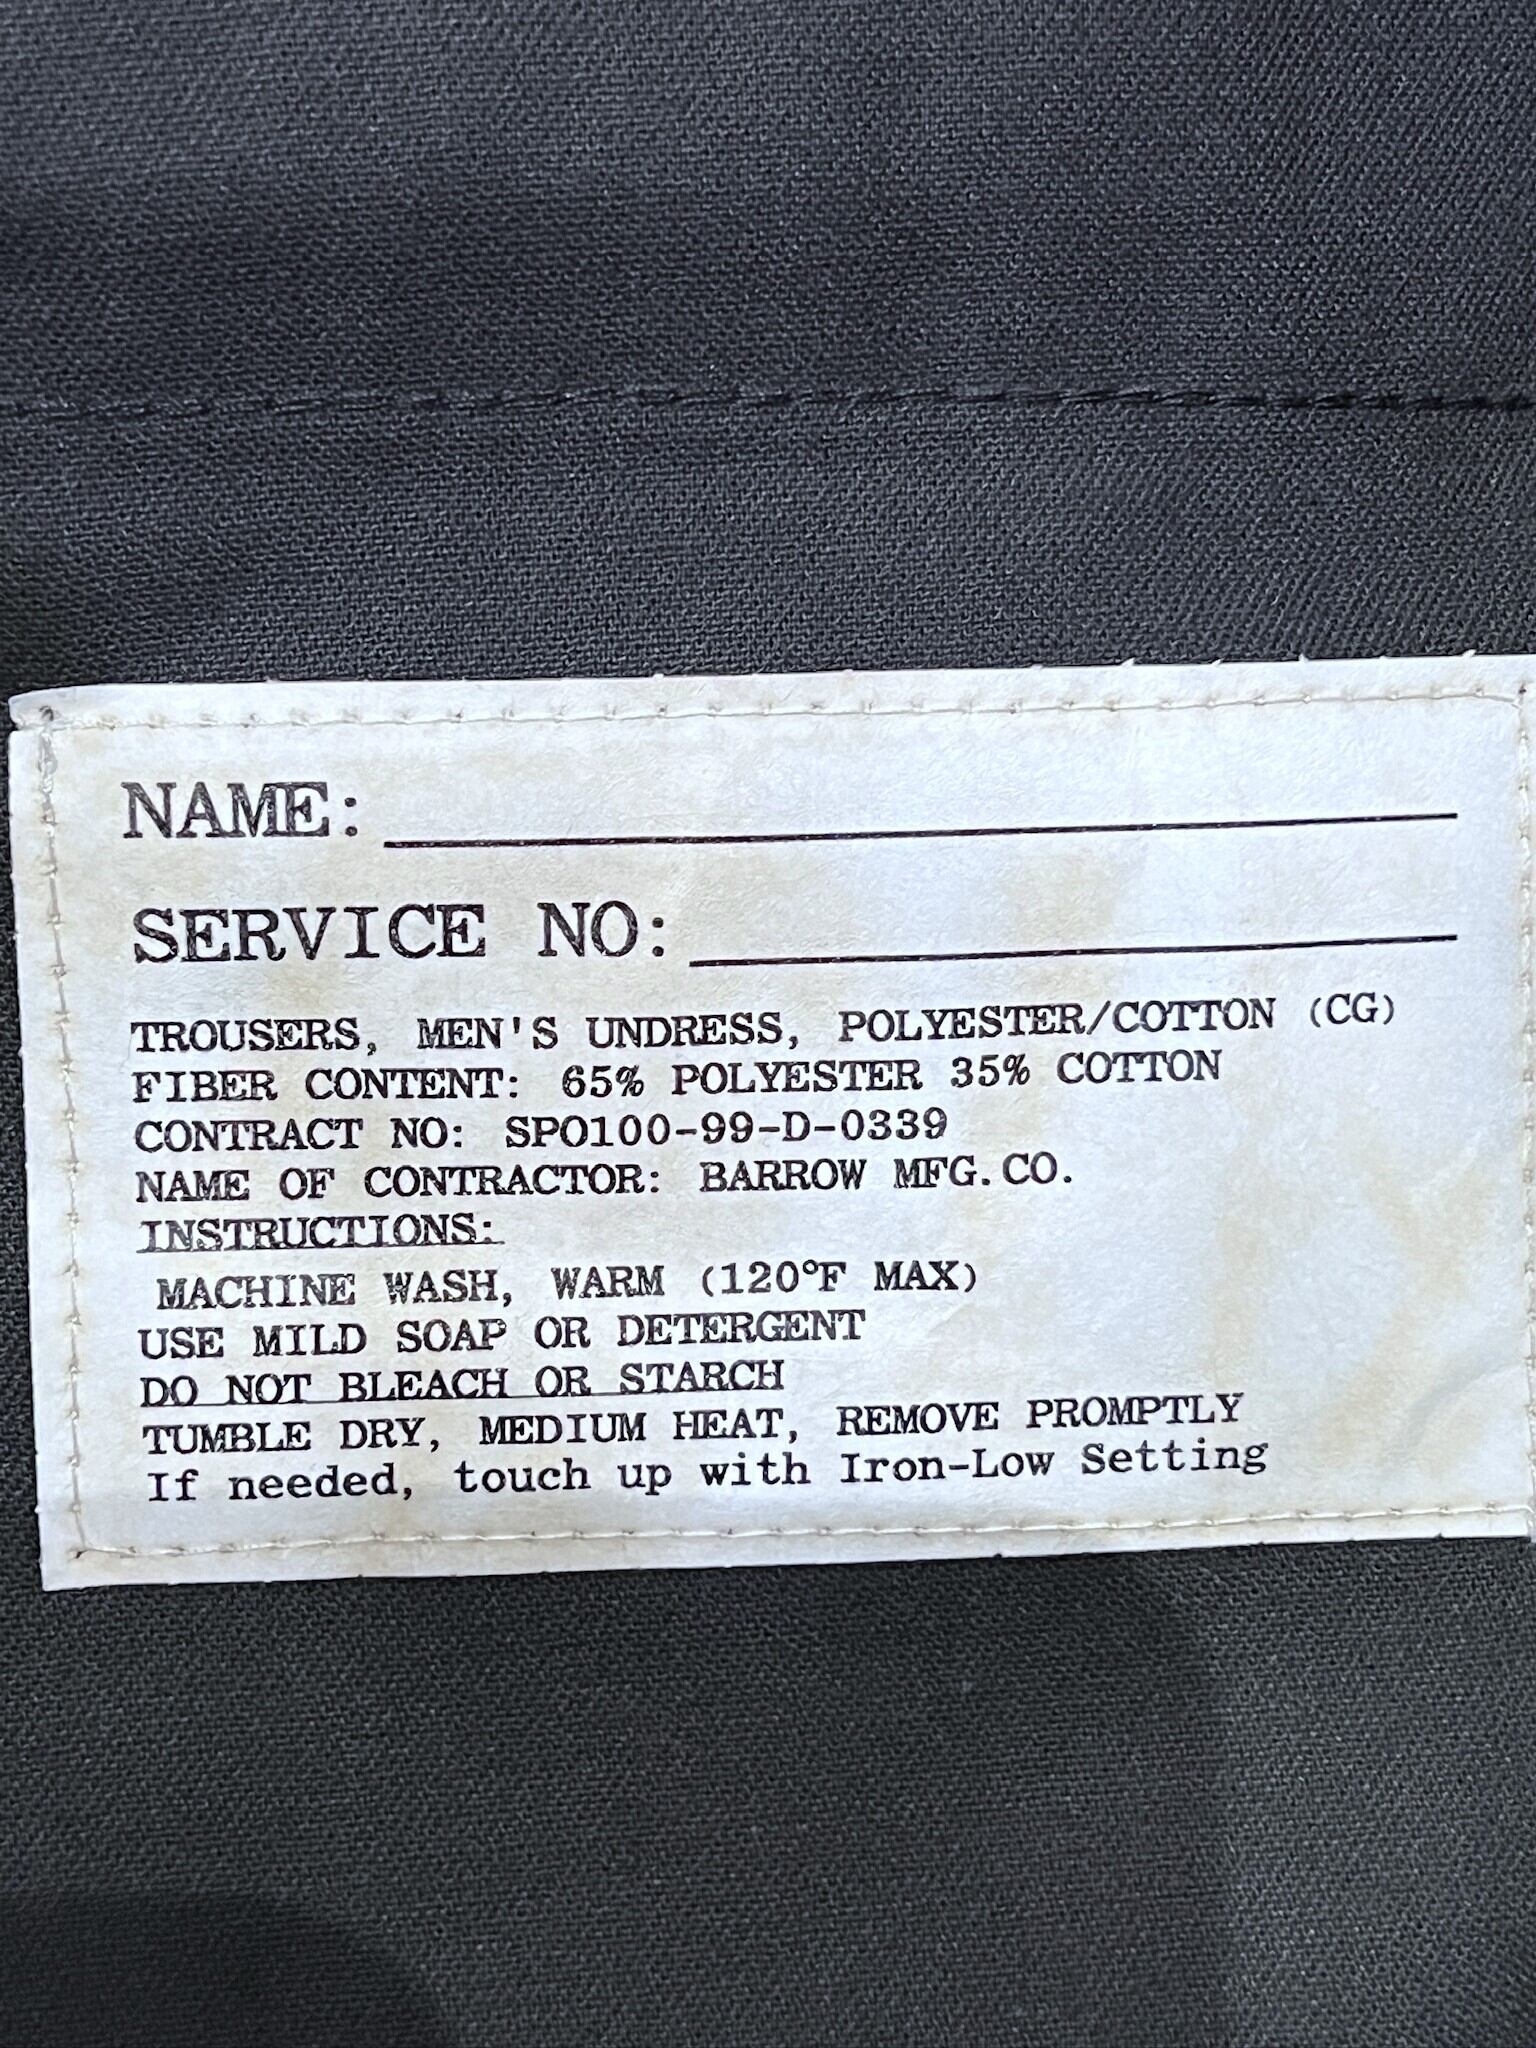 NAME:
SERVICE NO:
TROUSERS, MEN'S UNDRESS, POLYESTER/COTTON (CG)
FIBER CONTENT: 65% POLYESTER 35% COTTON
CONTRACT NO: SPO100-99-D-0339
NAME OF CONTRACTOR: BARROW MFG.CO.
INSTRUCTIONS:
MACHINE WASH, WARM (120°F MAX)
USE MILD SOAP OR DETERGENT
DO NOT BLEACH OR STARCH
TUMBLE DRY, MEDIUM HEAT, REMOVE PROMPTLY
If needed, touch up with Iron-Low Setting